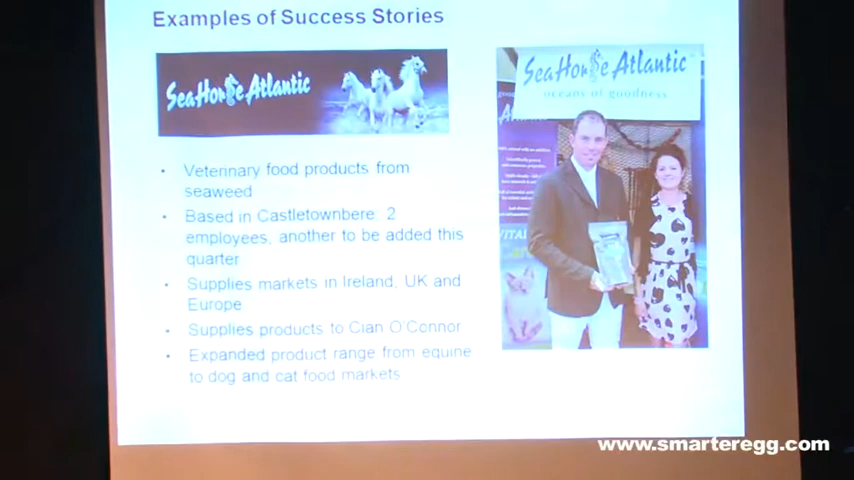 Examples of Success Stories
SeaHorse Atlantic
SeaHorse Atlantic
oceans of goodness
• Veterinary food products from
seaweed
• Based in Castletownbere: 2
employees, another to be added this
quarter
• Supplies markets in Ireland, UK and
Europe
• Supplies products to Cian O'Connor
• Expanded product range from equine
to dog and cat food markets
www.smarteregg.com